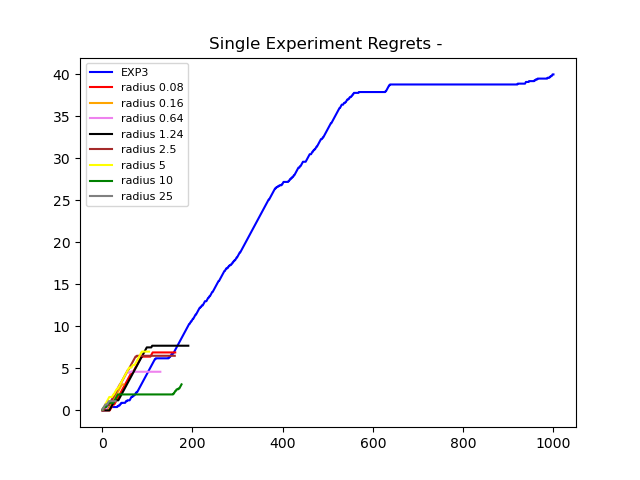 Single Experiment Regrets -
EXP3
radius 0.08
radius 0.16
radius 0.64
radius 1.24
radius 2.5
radius 5
radius 10
radius 25
40
35
30
25
20
15
10
5
0
0 200 400 600 800 1000